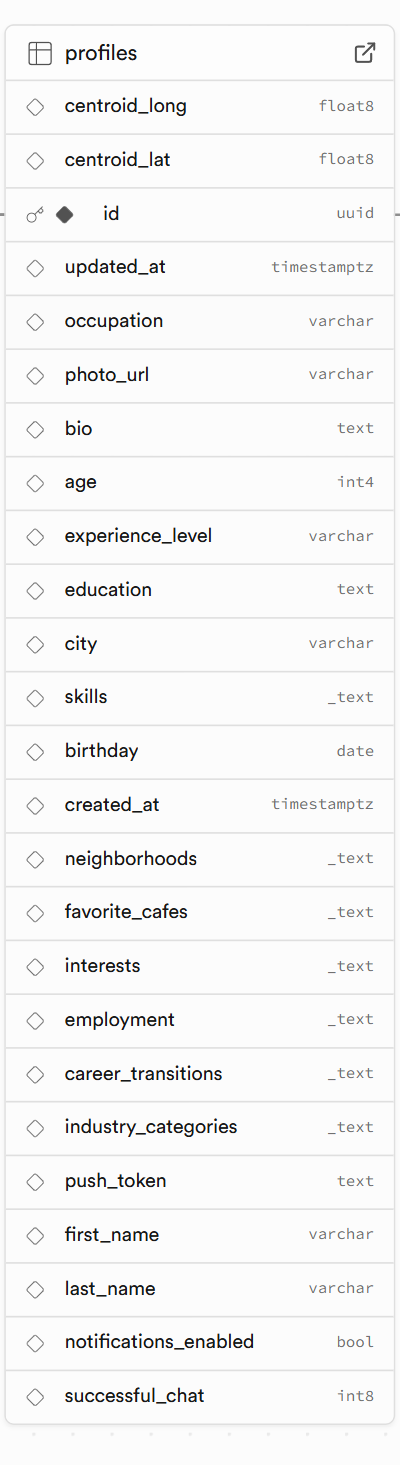 profiles
centroid_long float8
centroid_lat float8
id uuid
updated_at timestamptz
occupation varchar
photo_url varchar
bio text
age int4
experience_level varchar
education text
city varchar
skills _text
birthday date
created_at timestamptz
neighborhoods _text
favorite_cafes _text
interests _text
employment _text
career_transitions _text
industry_categories _text
push_token text
first_name varchar
last_name varchar
notifications_enabled bool
successful_chat int8